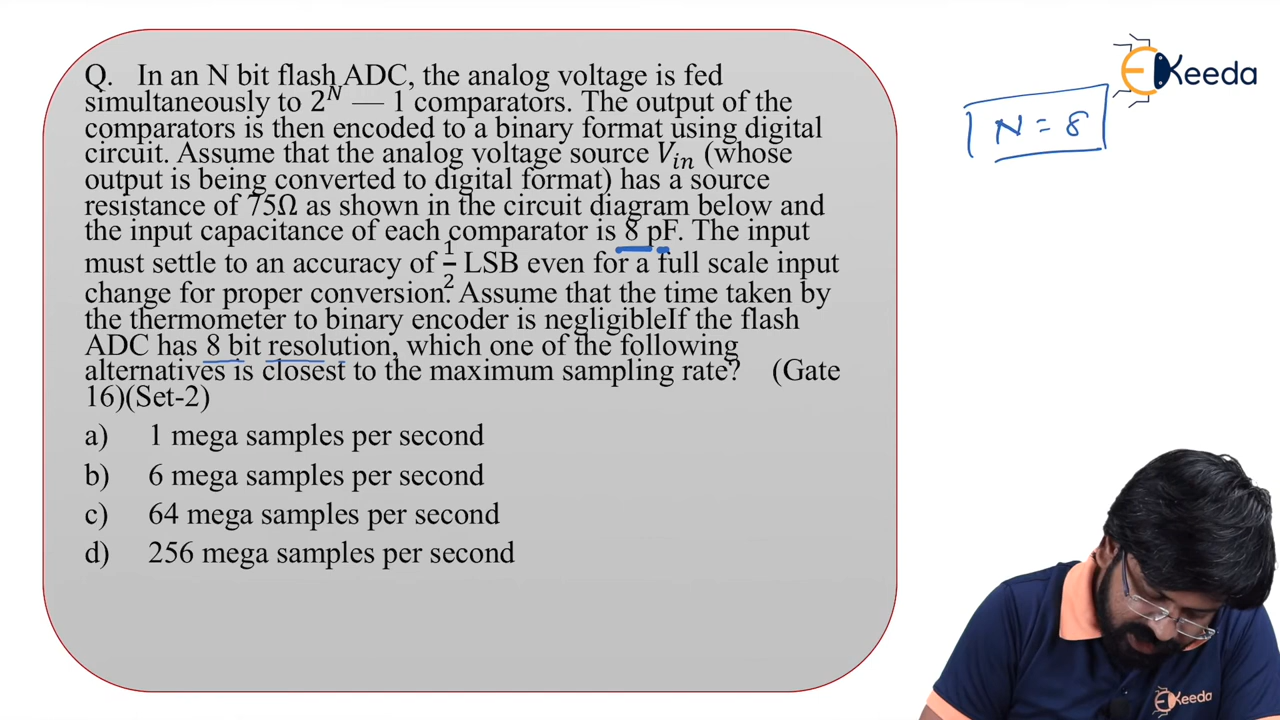 Q. In an N bit flash ADC, the analog voltage is fed
simultaneously to 2^N — 1 comparators. The output of the
comparators is then encoded to a binary format using digital
circuit. Assume that the analog voltage source V_in (whose
output is being converted to digital format) has a source
resistance of 75Ω as shown in the circuit diagram below and
the input capacitance of each comparator is 8 pF. The input
must settle to an accuracy of 1/2 LSB even for a full scale input
change for proper conversion. Assume that the time taken by
the thermometer to binary encoder is negligibleIf the flash
ADC has 8 bit resolution, which one of the following
alternatives is closest to the maximum sampling rate? (Gate
16)(Set-2)
a) 1 mega samples per second
b) 6 mega samples per second
c) 64 mega samples per second
d) 256 mega samples per second
N = 8
EKeeda
EKeeda